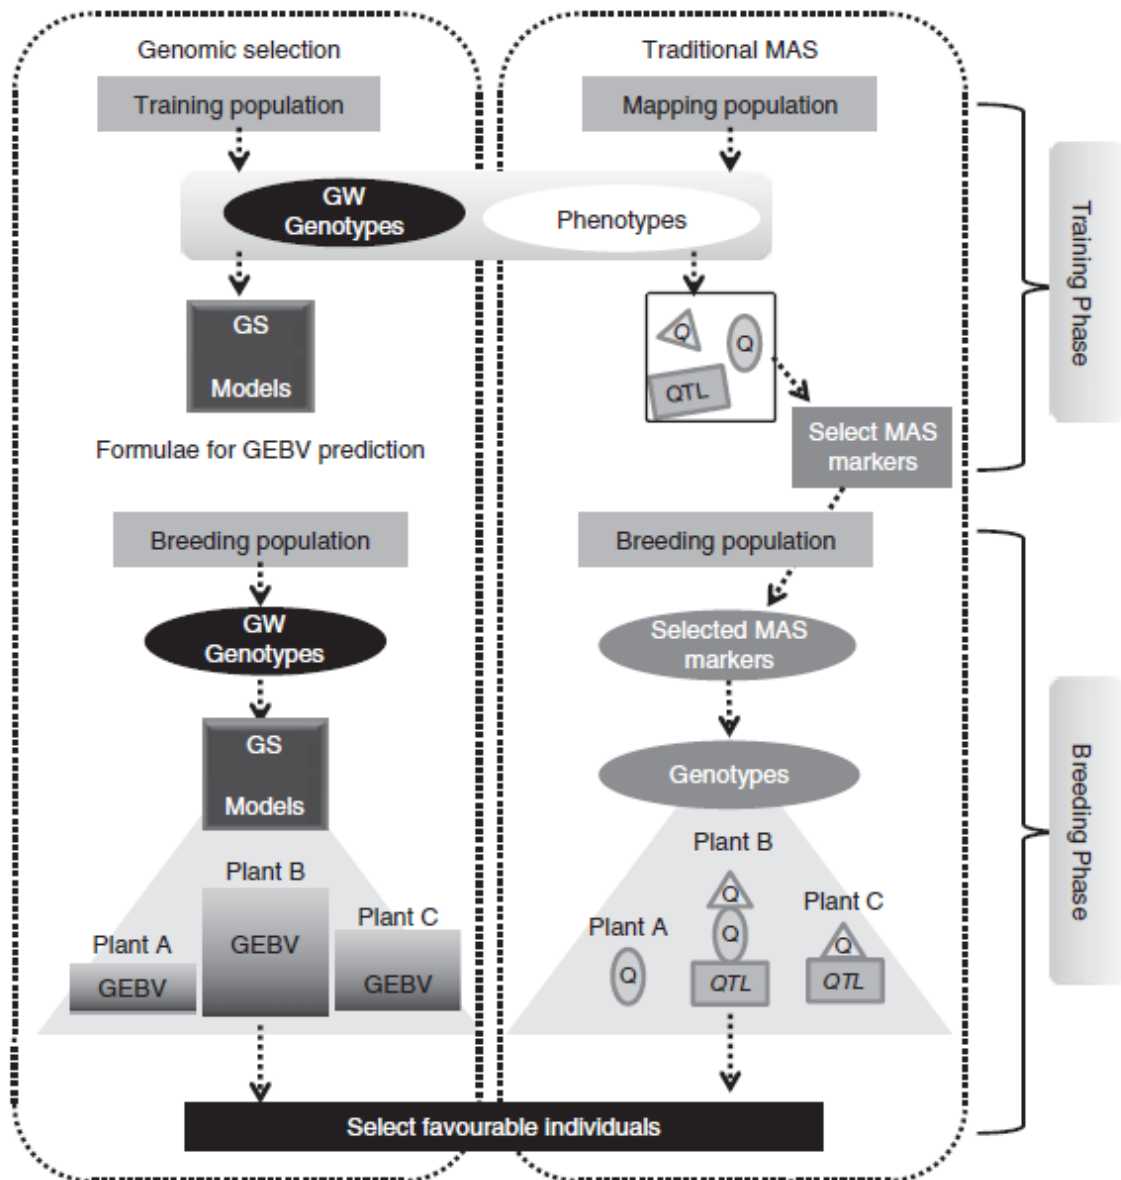 Genomic selection
Traditional MAS
Training population
Mapping population
GW
Genotypes
Phenotypes
GS
Models
Q
Q
QTL
Select MAS
markers
Formulae for GEBV prediction
Training Phase
Breeding population
Breeding population
GW
Genotypes
Selected MAS
markers
GS
Models
Genotypes
Plant A
GEBV
Plant B
GEBV
Plant C
GEBV
Plant A
Q
Plant B
Q
Q
QTL
Plant C
Q
QTL
Breeding Phase
Select favourable individuals